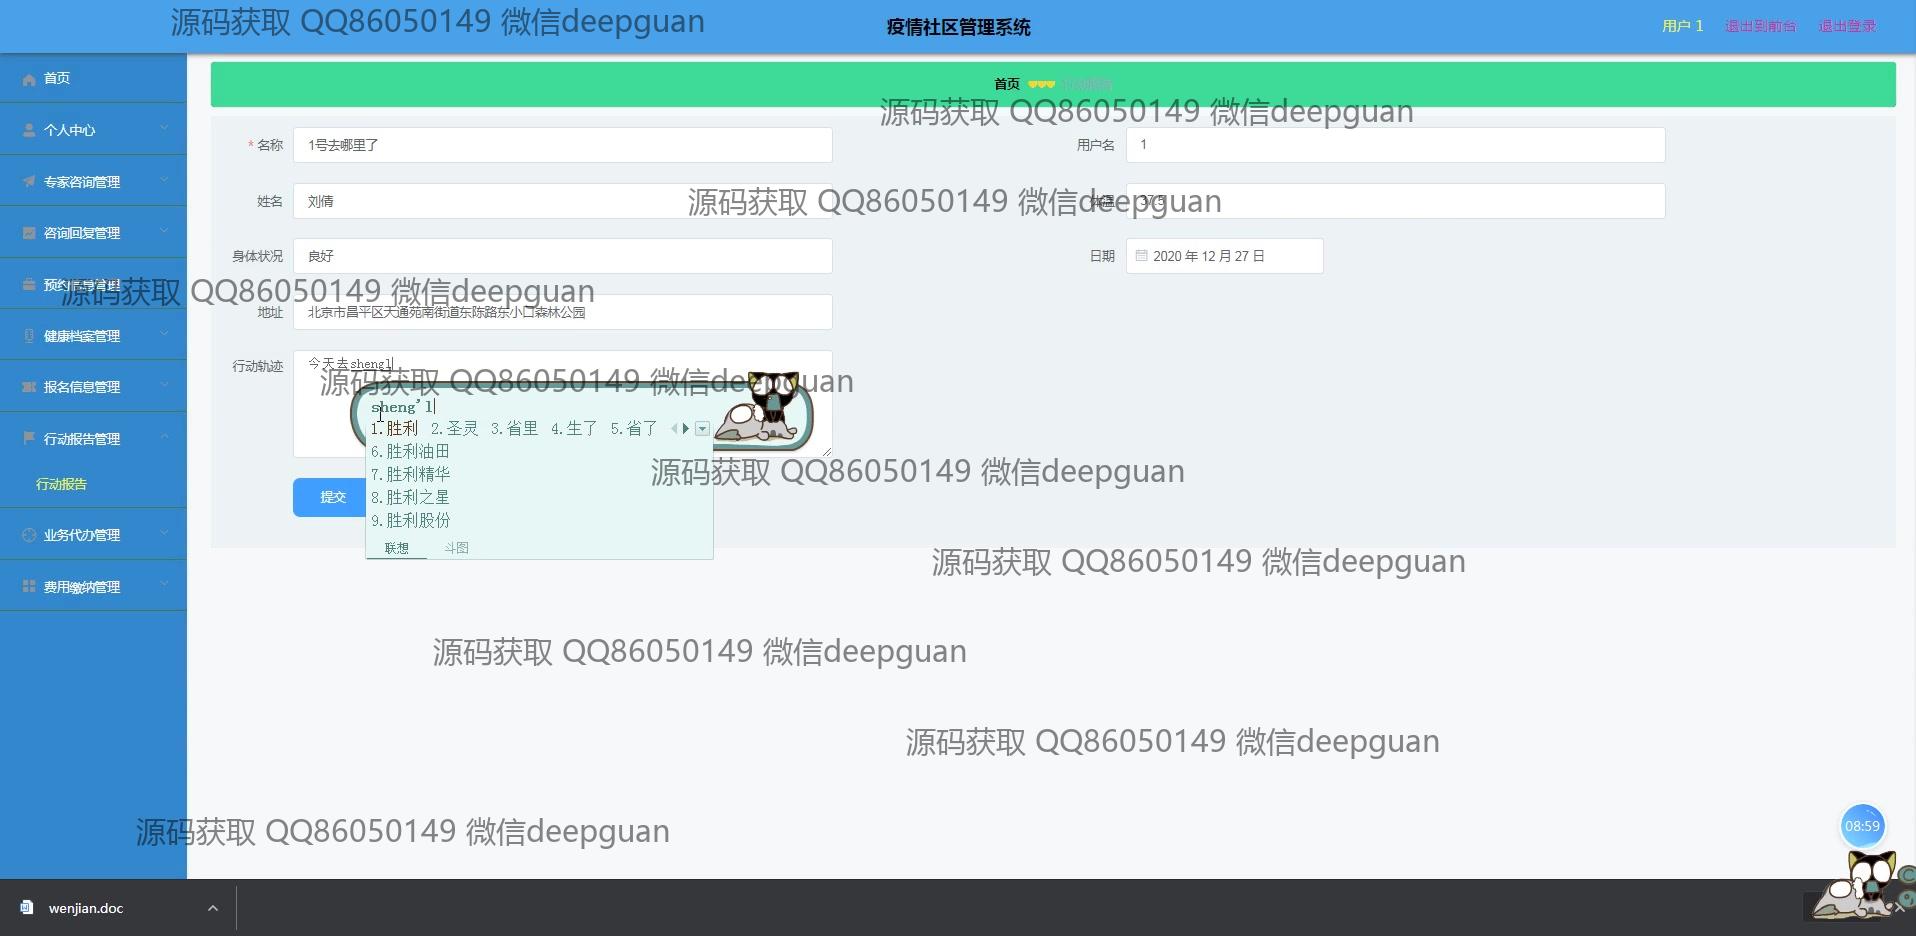 源码获取 QQ86050149 微信deepguan
疫情社区管理系统
用户 1
退出到前台
退出登录
首页
首页
源码获取 QQ86050149 微信deepguan
个人中心
* 名称
1号去哪里了
用户名
1
专家咨询管理
姓名
刘倩
源码获取 QQ86050149 微信deepguan
体温
37.5
咨询回复管理
身体状况
良好
日期
2020 年 12 月 27 日
源码获取 QQ86050149 微信deepguan
地址
北京市昌平区天通苑南街道东陈路东小口森林公园
健康档案管理
行动轨迹
今天去shengl
源码获取 QQ86050149 微信deepguan
报名信息管理
sheng'l
1.胜利 2.圣灵 3.省里 4.生了 5.省了
行动报告管理
6.胜利油田
7.胜利精华
源码获取 QQ86050149 微信deepguan
行动报告
提交
8.胜利之星
9.胜利股份
业务代办管理
联想
斗图
源码获取 QQ86050149 微信deepguan
费用缴纳管理
源码获取 QQ86050149 微信deepguan
源码获取 QQ86050149 微信deepguan
源码获取 QQ86050149 微信deepguan
08:59
wenjian.doc